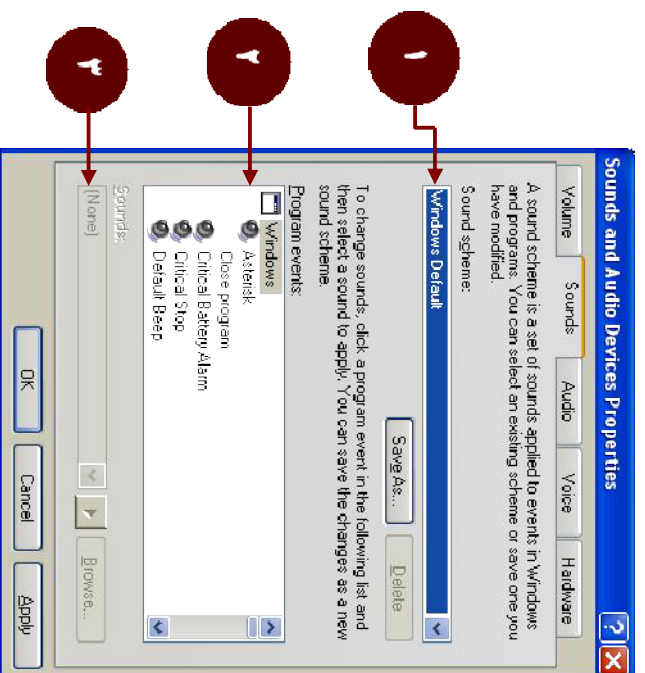 Sounds and Audio Devices Properties
Volume
Sounds
Audio
Voice
Hardware
A sound scheme is a set of sounds applied to events in Windows
and programs. You can select an existing scheme or save one you
have modified.
Sound scheme:
١
Windows Default
Save As...
Delete
To change sounds, click a program event in the following list and
then select a sound to apply. You can save the changes as a new
sound scheme.
Program events:
Windows
٢
Asterisk
Close program
Critical Battery Alarm
Critical Stop
Default Beep
Sounds:
٣
(None)
Browse...
OK
Cancel
Apply